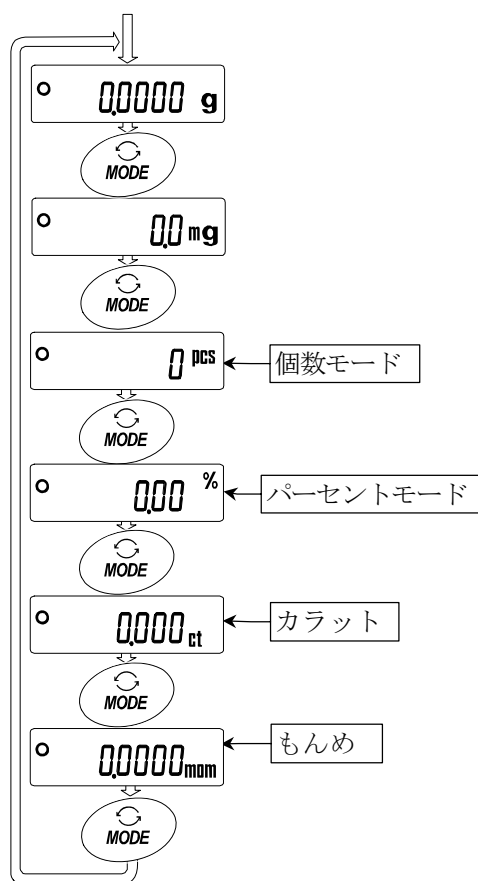 0.0000 g
MODE
0.0 mg
MODE
0 pcs
個数モード
MODE
0.00 %
パーセントモード
MODE
0.000 ct
カラット
MODE
0.0000 mom
もんめ
MODE